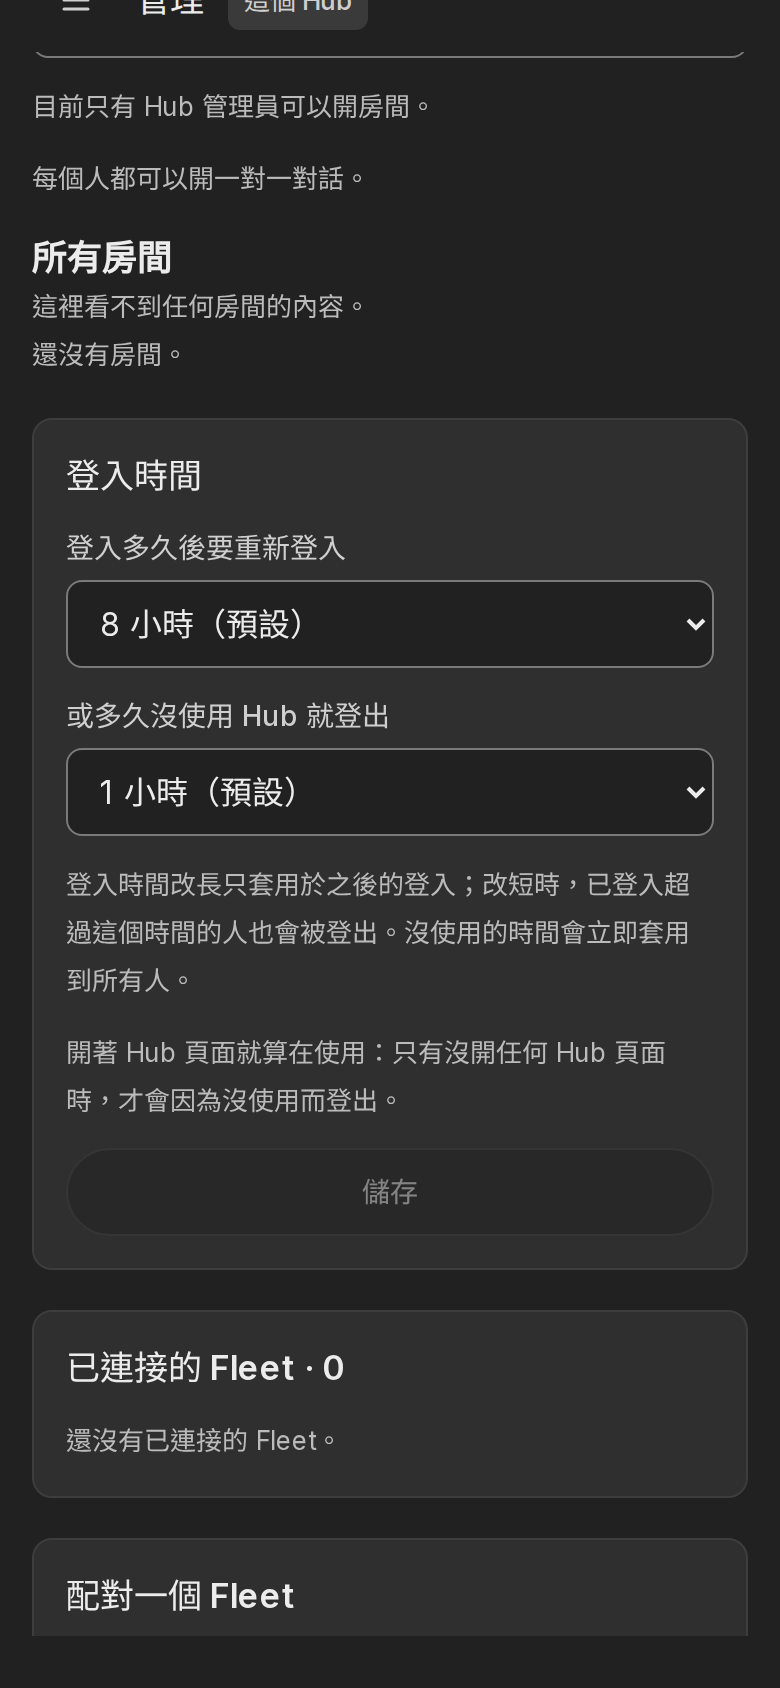 管理 這個 Hub
目前只有 Hub 管理員可以開房間。
每個人都可以開一對一對話。
所有房間
這裡看不到任何房間的內容。
還沒有房間。
登入時間
登入多久後要重新登入
8 小時（預設）
或多久沒使用 Hub 就登出
1 小時（預設）
登入時間改長只套用於之後的登入；改短時，已登入超
過這個時間的人也會被登出。沒使用的時間會立即套用
到所有人。
開著 Hub 頁面就算在使用：只有沒開任何 Hub 頁面
時，才會因為沒使用而登出。
儲存
已連接的 Fleet · 0
還沒有已連接的 Fleet。
配對一個 Fleet